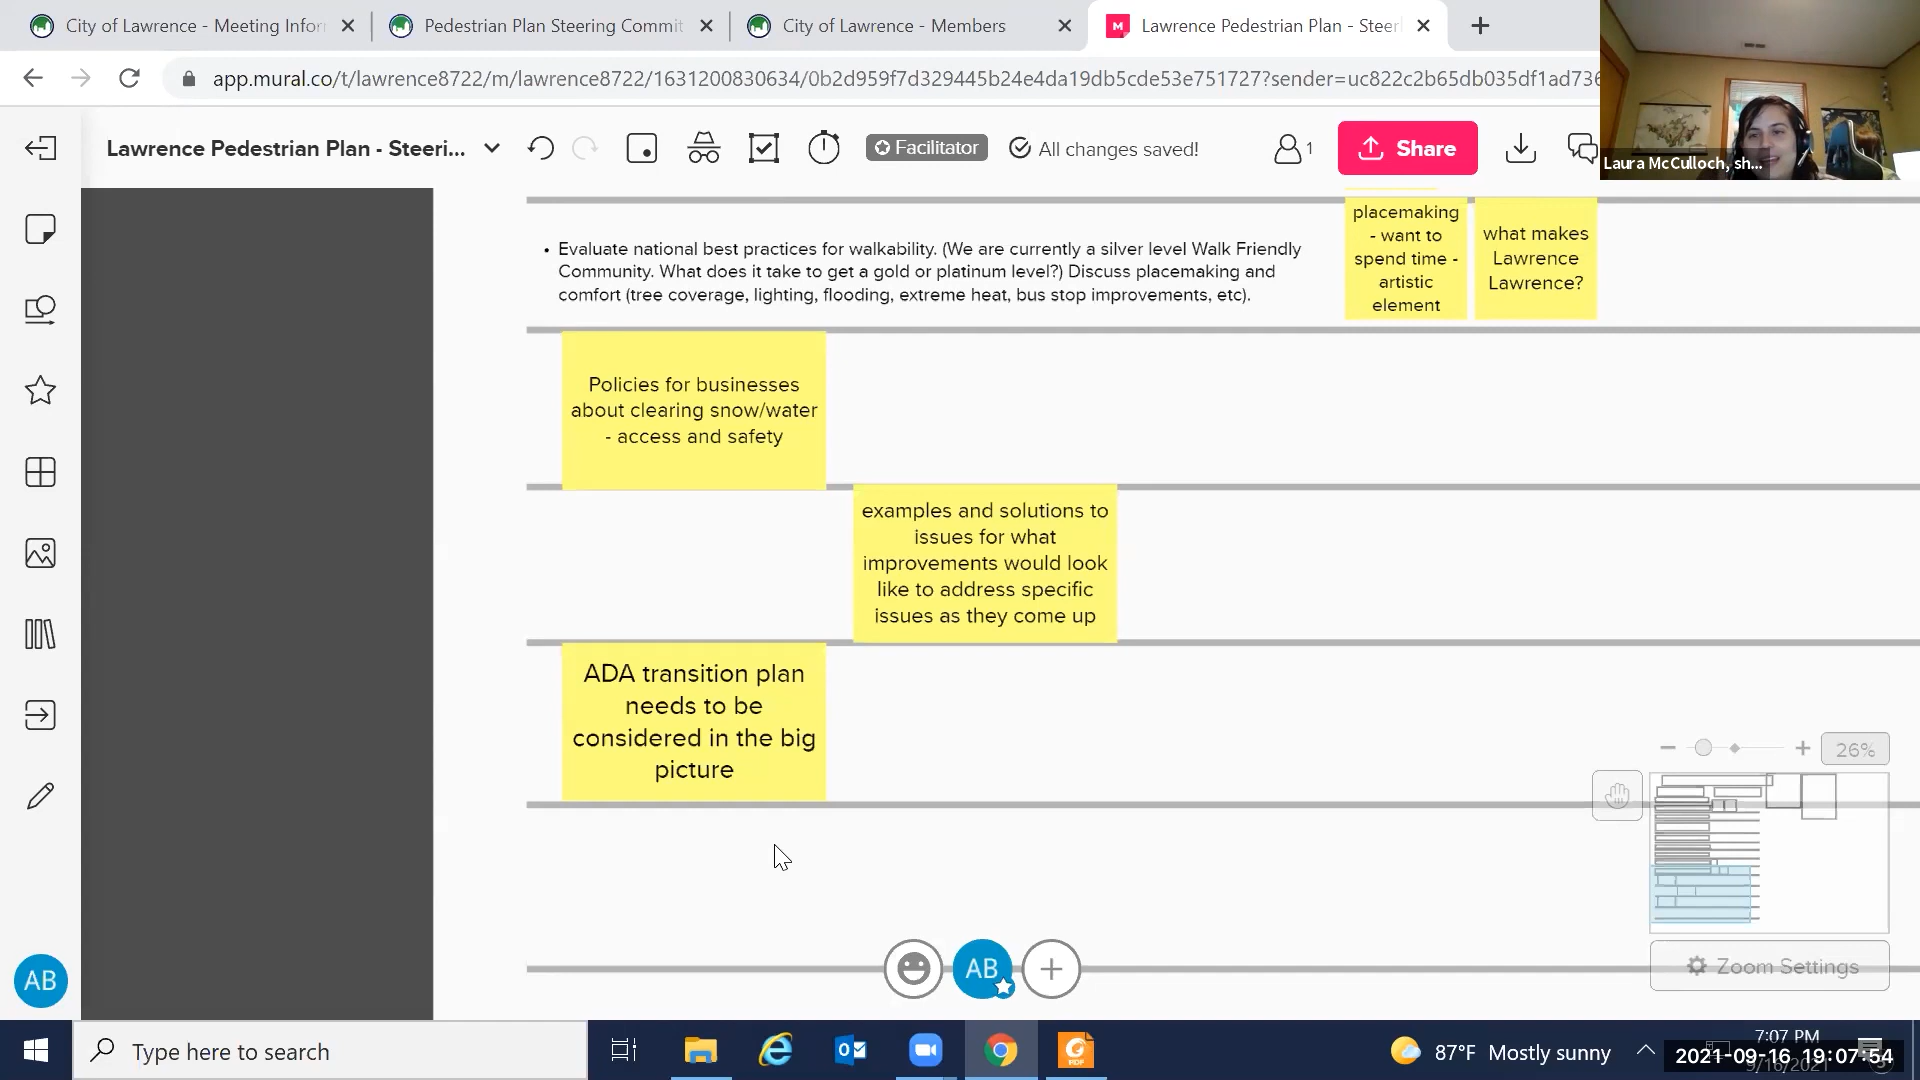 City of Lawrence - Meeting Infor
Pedestrian Plan Steering Commit
City of Lawrence - Members
Lawrence Pedestrian Plan - Steer
app.mural.co/t/lawrence8722/m/lawrence8722/1631200830634/0b2d959f7d329445b24e4da19db5cde53e751727?sender=uc822c2b65db035df1ad736
Lawrence Pedestrian Plan - Steeri...
Facilitator
All changes saved!
1
Share
Laura McCulloch, sh...
• Evaluate national best practices for walkability. (We are currently a silver level Walk Friendly
Community. What does it take to get a gold or platinum level?) Discuss placemaking and
comfort (tree coverage, lighting, flooding, extreme heat, bus stop improvements, etc).
placemaking
- want to
spend time -
artistic
element
what makes
Lawrence
Lawrence?
Policies for businesses
about clearing snow/water
- access and safety
examples and solutions to
issues for what
improvements would look
like to address specific
issues as they come up
ADA transition plan
needs to be
considered in the big
picture
26%
Zoom Settings
AB
AB
Type here to search
87°F Mostly sunny
7:07 PM
9/16/2021
2021-09-16 19:07:54